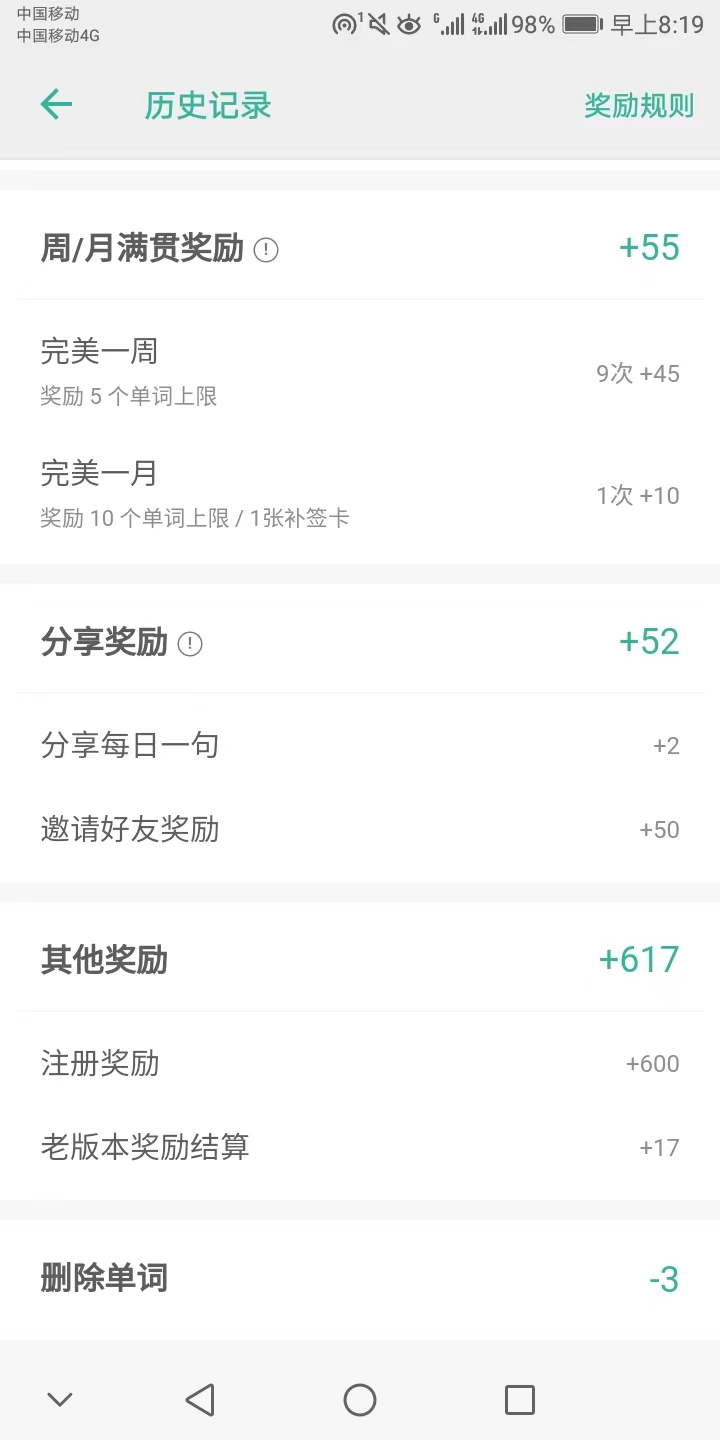 中国移动
中国移动4G
1 G 4G 98% 早上8:19
历史记录 奖励规则
周/月满贯奖励 +55
完美一周
奖励 5 个单词上限
9次 +45
完美一月
奖励 10 个单词上限 / 1张补签卡
1次 +10
分享奖励 +52
分享每日一句 +2
邀请好友奖励 +50
其他奖励 +617
注册奖励 +600
老版本奖励结算 +17
删除单词 -3